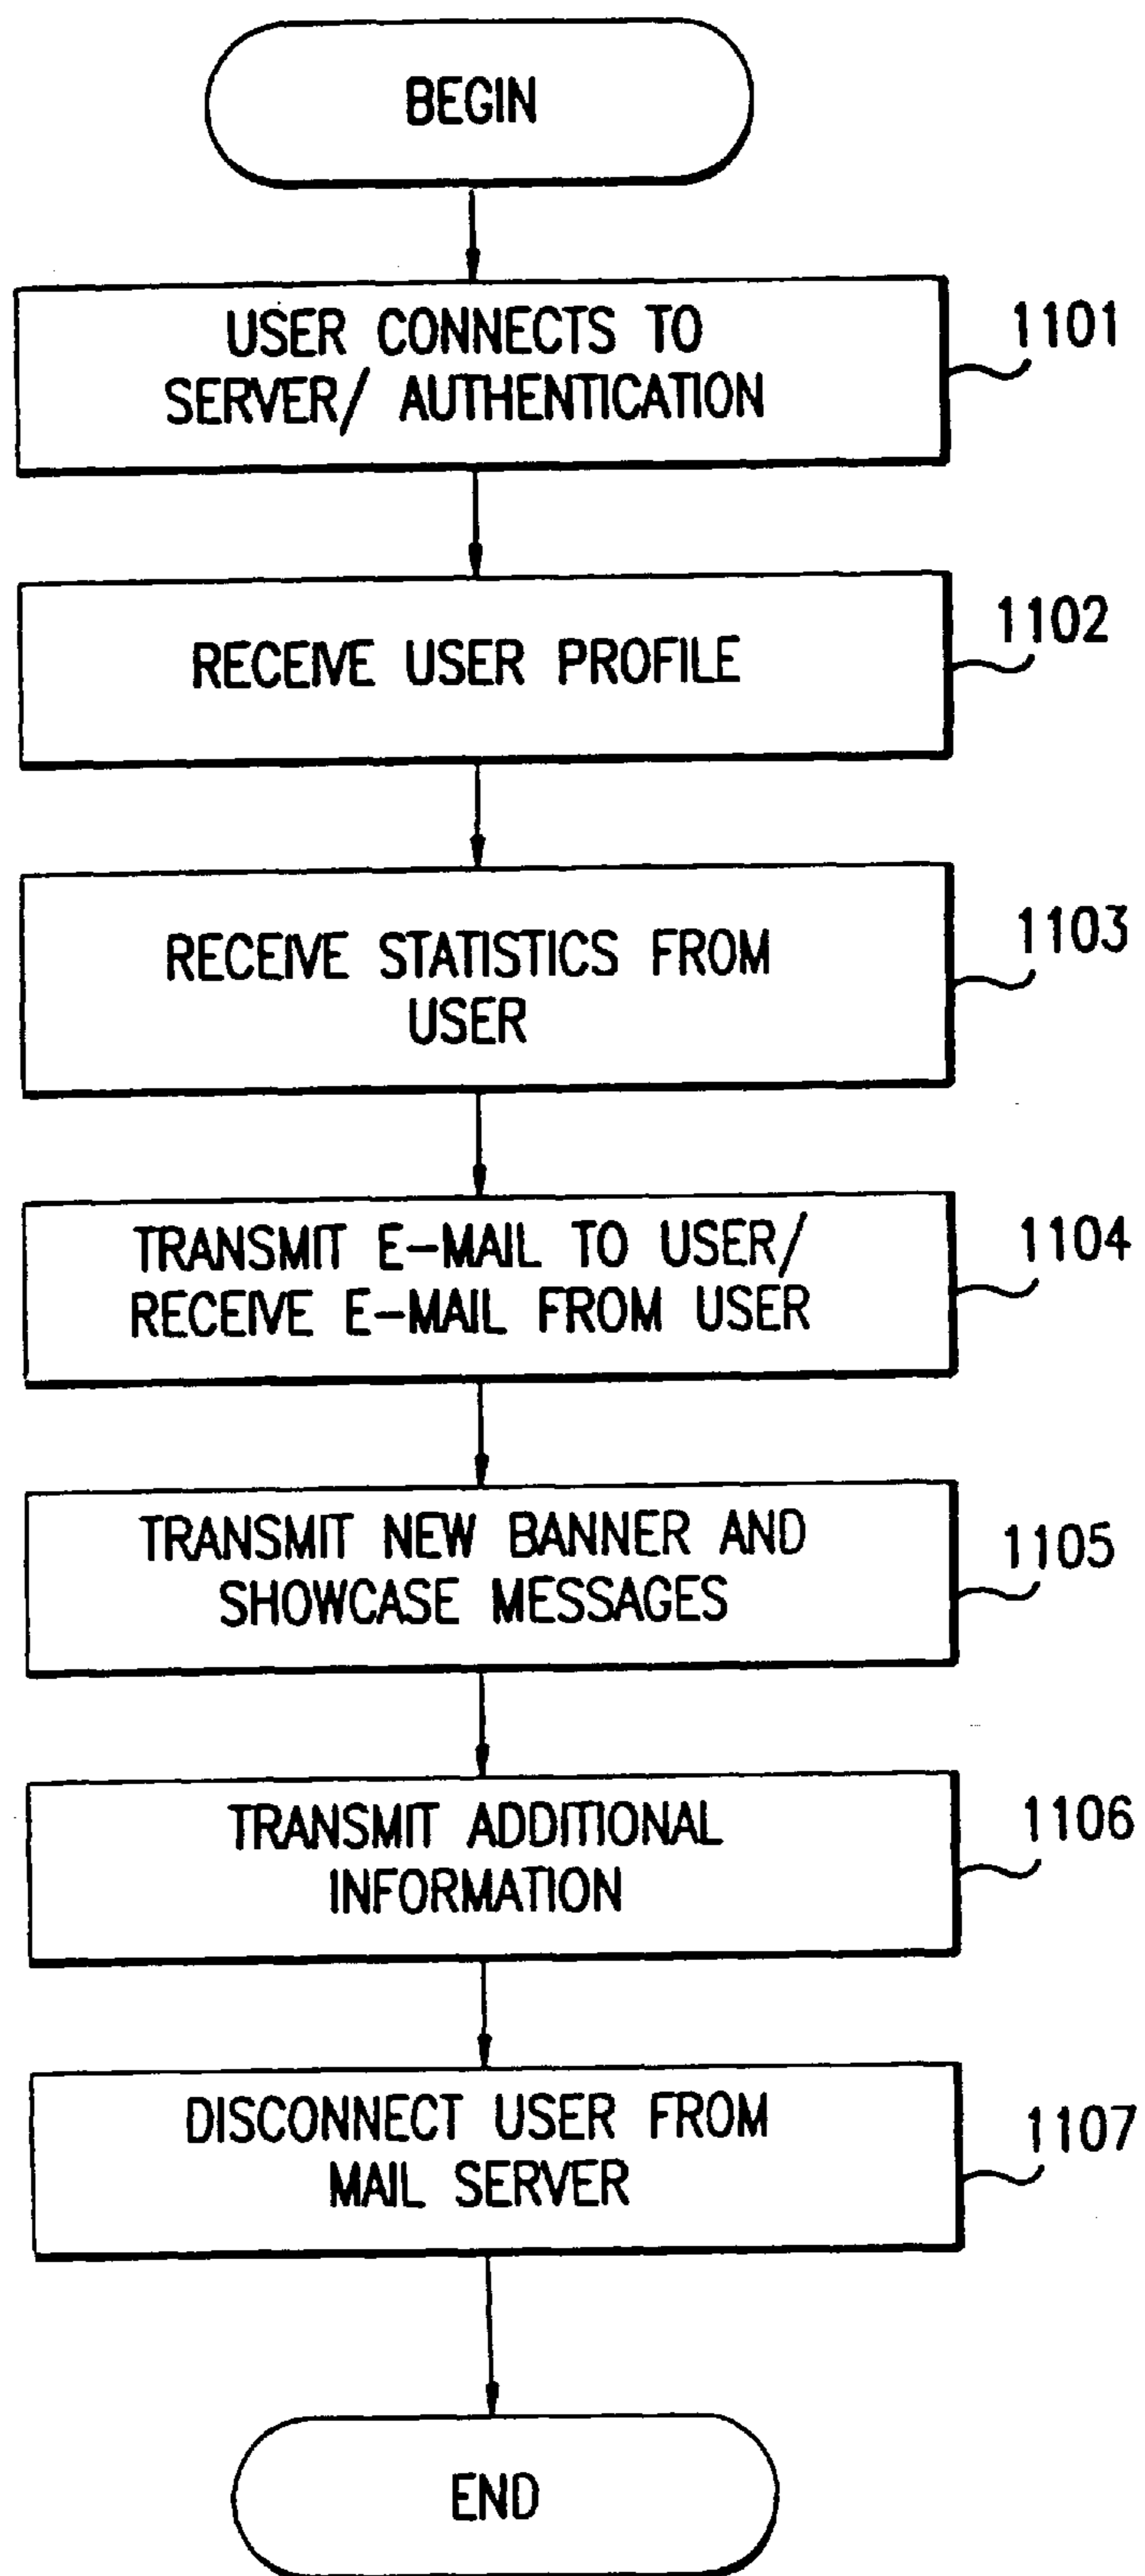 BEGIN
USER CONNECTS TO
SERVER/ AUTHENTICATION
1101
RECEIVE USER PROFILE
1102
RECEIVE STATISTICS FROM
USER
1103
TRANSMIT E-MAIL TO USER/
RECEIVE E-MAIL FROM USER
1104
TRANSMIT NEW BANNER AND
SHOWCASE MESSAGES
1105
TRANSMIT ADDITIONAL
INFORMATION
1106
DISCONNECT USER FROM
MAIL SERVER
1107
END